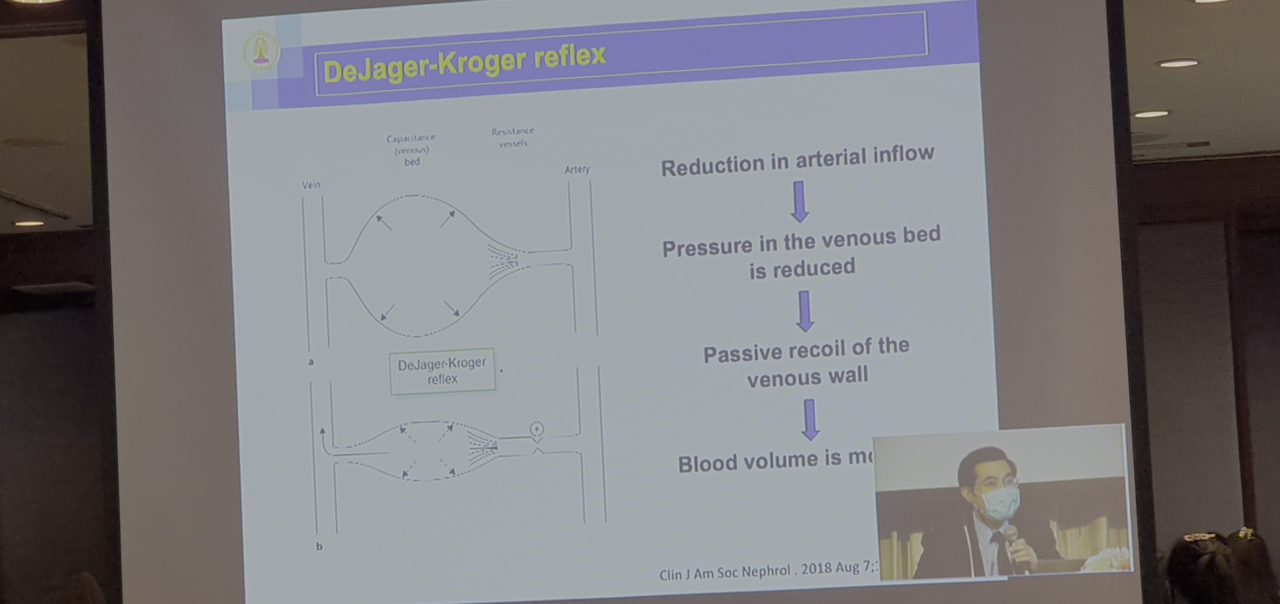 DeJager-Kroger reflex
Capacitance
(venous)
bed
Resistance
vessels
Vein
Artery
a
DeJager-Kroger
reflex
b
Reduction in arterial inflow
Pressure in the venous bed
is reduced
Passive recoil of the
venous wall
Blood volume is
Clin J Am Soc Nephrol . 2018 Aug 7;